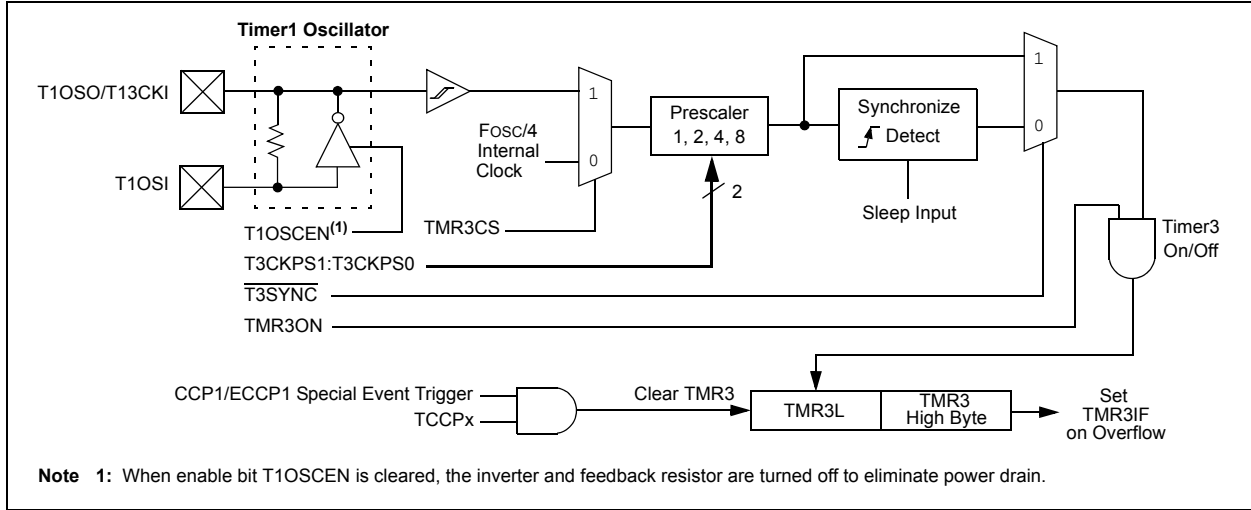 Timer1 Oscillator
T1OSO/T13CKI
T1OSI
1
FOSC/4
Internal
Clock
0
Prescaler
1, 2, 4, 8
2
Synchronize
Detect
1
0
Sleep Input
T1OSCEN(1)
TMR3CS
T3CKPS1:T3CKPS0
T3SYNC
TMR3ON
Timer3
On/Off
CCP1/ECCP1 Special Event Trigger
TCCPx
Clear TMR3
TMR3L
TMR3
High Byte
Set
TMR3IF
on Overflow
Note 1: When enable bit T1OSCEN is cleared, the inverter and feedback resistor are turned off to eliminate power drain.